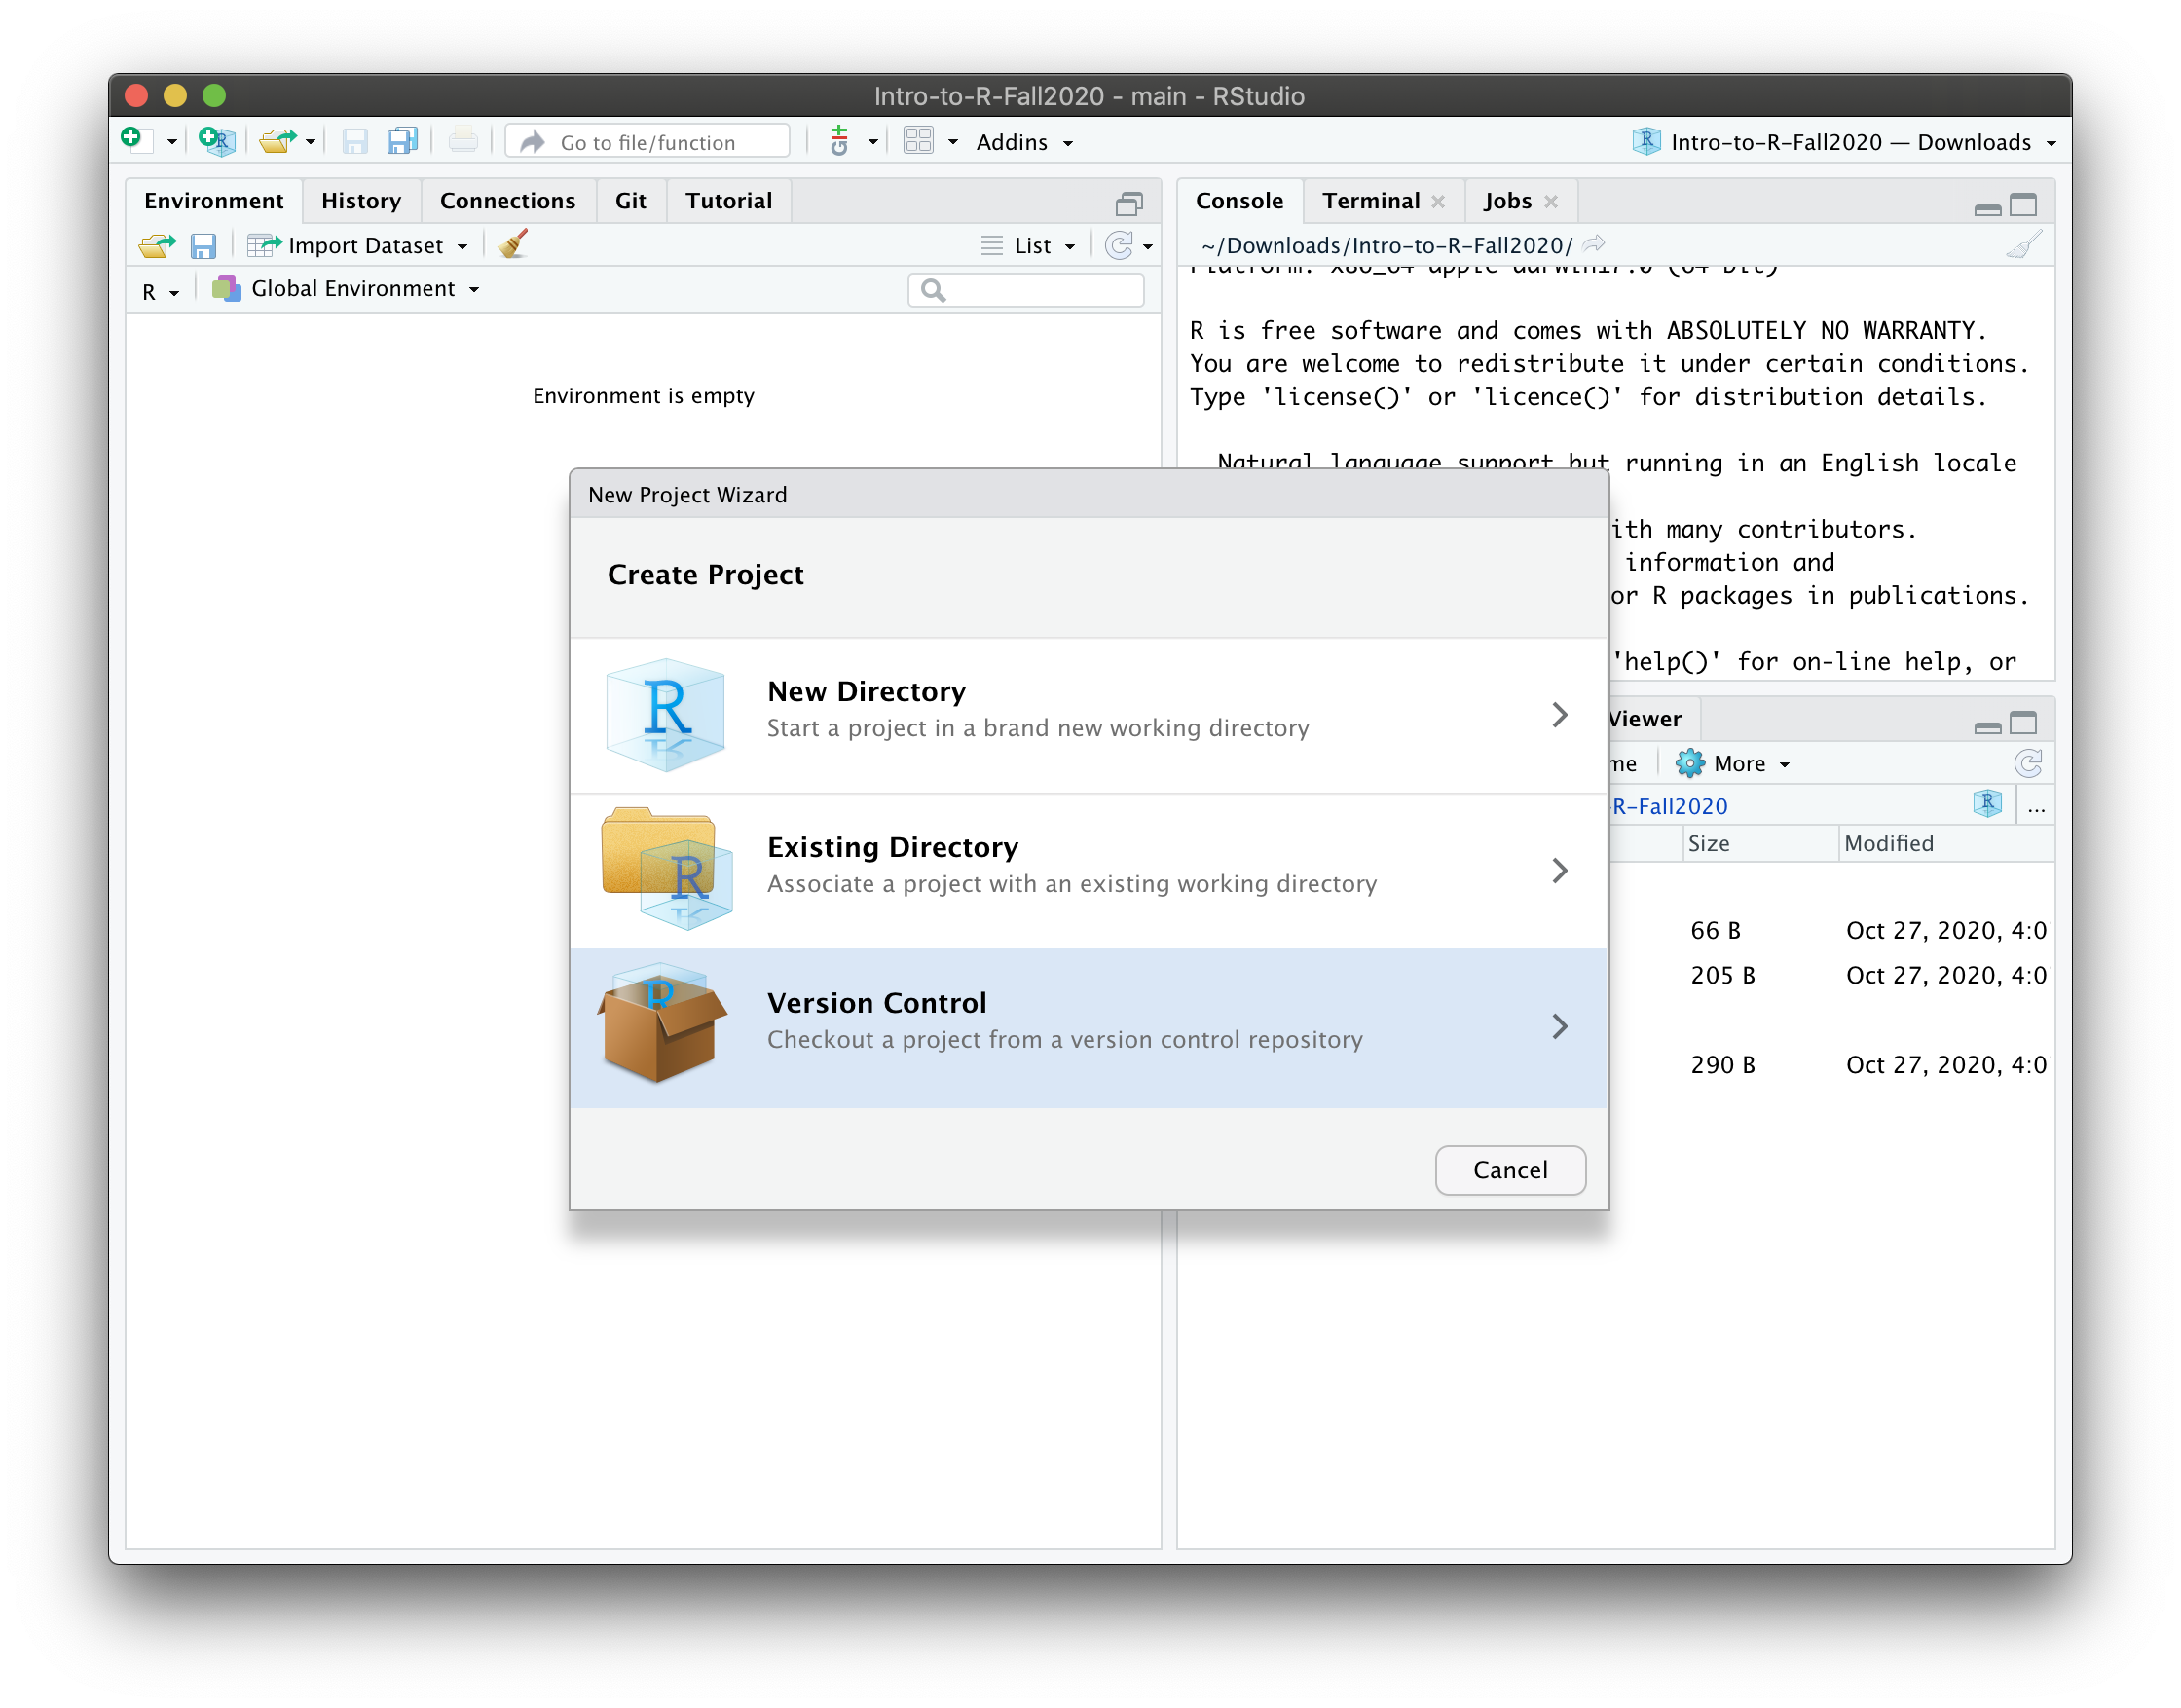 Intro-to-R-Fall2020 - main - RStudio
Go to file/function
Addins
Intro-to-R-Fall2020 — Downloads
Environment
History
Connections
Git
Tutorial
Import Dataset
List
R
Global Environment
Environment is empty
Console
Terminal
Jobs
~/Downloads/Intro-to-R-Fall2020/
Platform: x86_64-apple-darwin17.0 (64-bit)
R is free software and comes with ABSOLUTELY NO WARRANTY.
You are welcome to redistribute it under certain conditions.
Type 'license()' or 'licence()' for distribution details.
Natural language support but running in an English locale
ith many contributors.
information and
or R packages in publications.
'help()' for on-line help, or
New Project Wizard
Create Project
New Directory
Start a project in a brand new working directory
Existing Directory
Associate a project with an existing working directory
Version Control
Checkout a project from a version control repository
Cancel
Viewer
me
More
-R-Fall2020
...
Size
Modified
66 B
Oct 27, 2020, 4:0
205 B
Oct 27, 2020, 4:0
290 B
Oct 27, 2020, 4:0